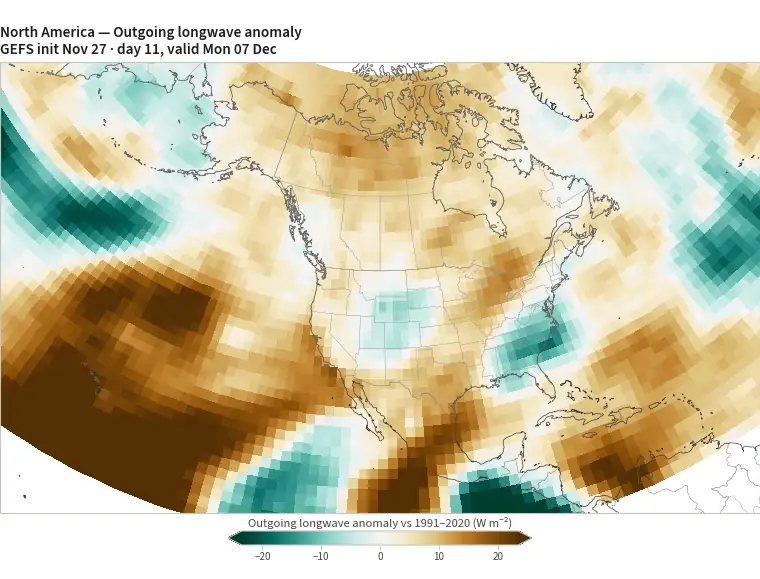 North America — Outgoing longwave anomaly
GEFS init Nov 27 · day 11, valid Mon 07 Dec
Outgoing longwave anomaly vs 1991–2020 (W m⁻²)
−20 −10 0 10 20